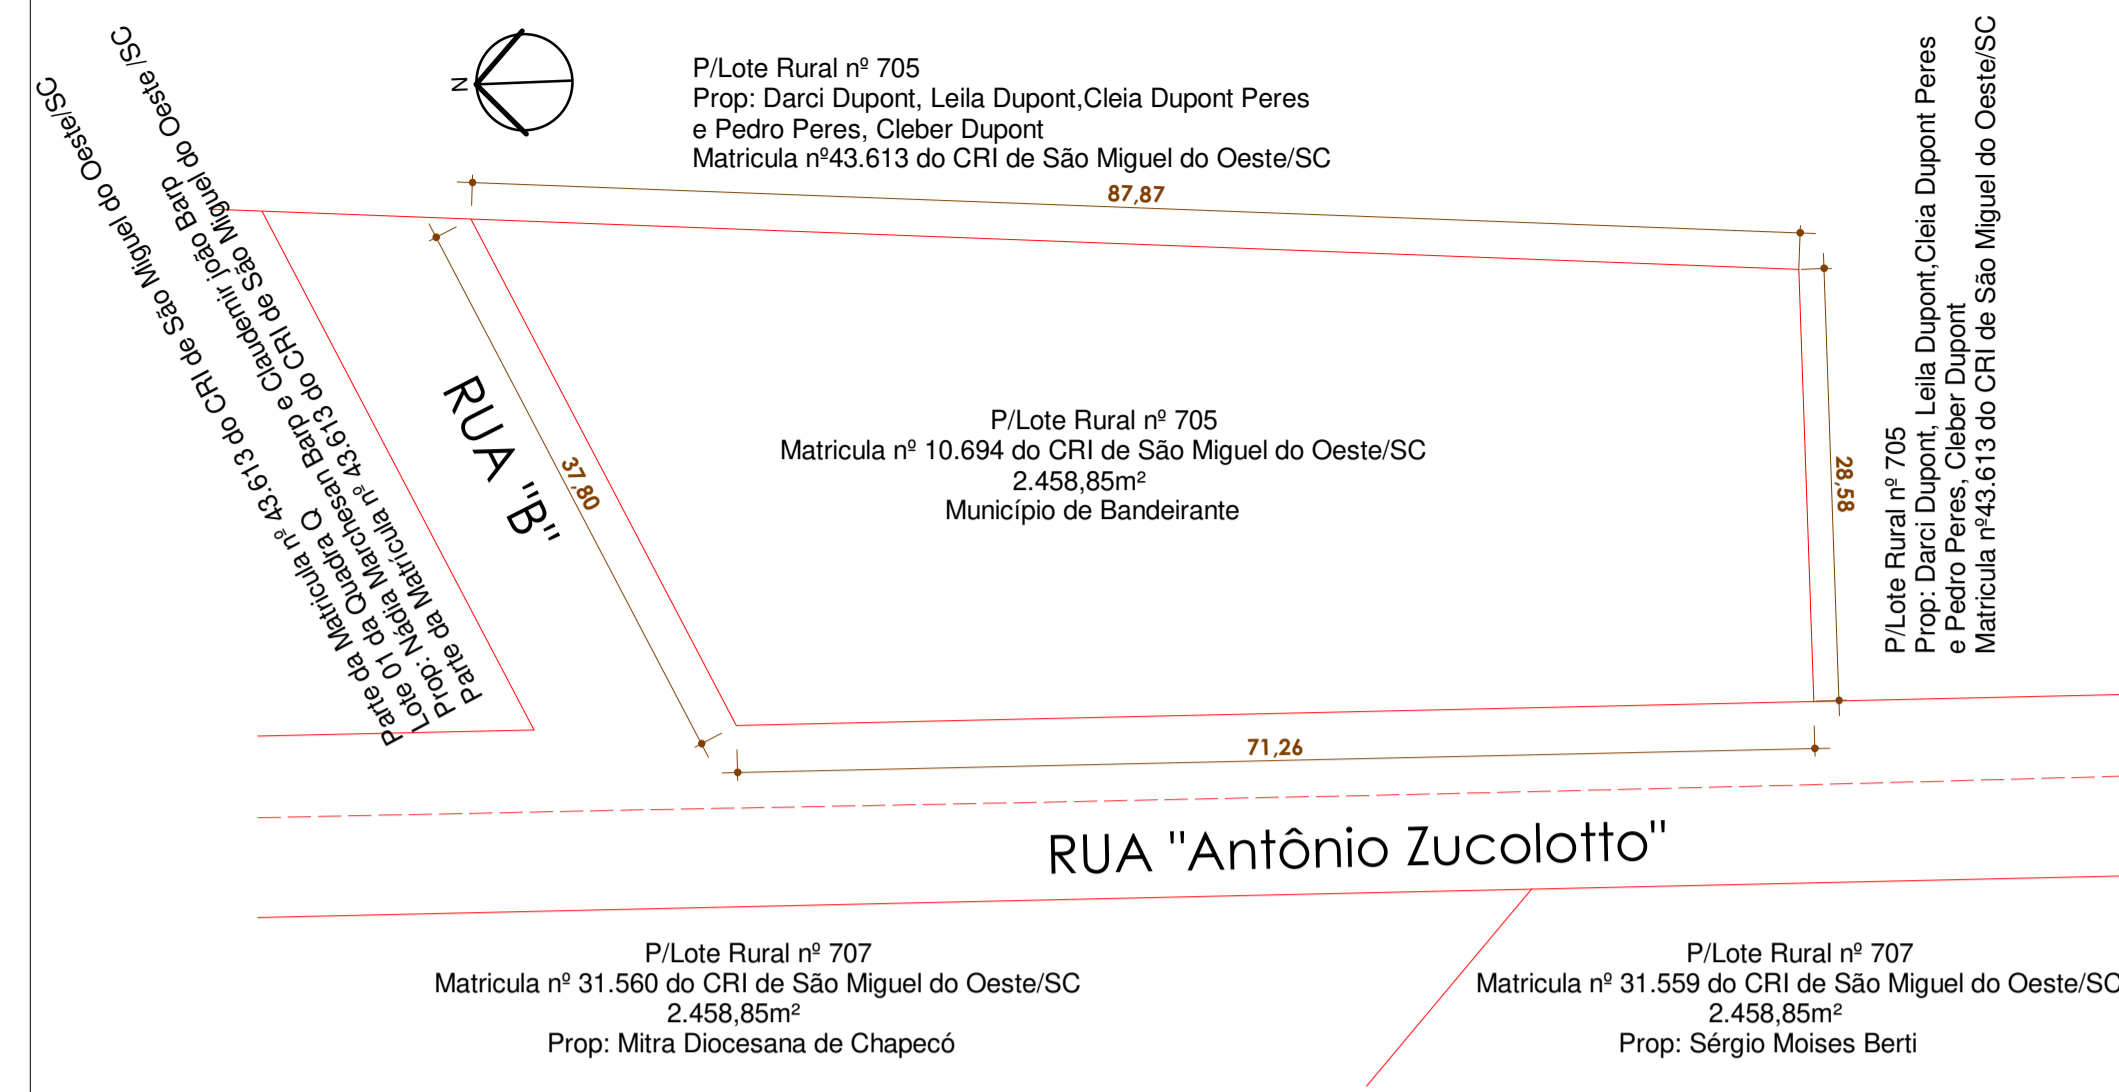 N
P/Lote Rural nº 705
Prop: Darci Dupont, Leila Dupont,Cleia Dupont Peres
e Pedro Peres, Cleber Dupont
Matricula nº43.613 do CRI de São Miguel do Oeste/SC
87,87
Parte da Matricula nº 43.613 do CRI de São Miguel do Oeste/SC
Lote 01 da Quadra Q
Prop: Nádia Marchesan Barp e Claudemir joão Barp
Parte da Matrícula nº 43.613 do CRI de São Miguel do Oeste /SC
RUA "B"
37,80
P/Lote Rural nº 705
Matricula nº 10.694 do CRI de São Miguel do Oeste/SC
2.458,85m²
Município de Bandeirante
28,58
P/Lote Rural nº 705
Prop: Darci Dupont, Leila Dupont,Cleia Dupont Peres
e Pedro Peres, Cleber Dupont
Matricula nº43.613 do CRI de São Miguel do Oeste/SC
71,26
RUA "Antônio Zucolotto"
P/Lote Rural nº 707
Matricula nº 31.560 do CRI de São Miguel do Oeste/SC
2.458,85m²
Prop: Mitra Diocesana de Chapecó
P/Lote Rural nº 707
Matricula nº 31.559 do CRI de São Miguel do Oeste/SC
2.458,85m²
Prop: Sérgio Moises Berti